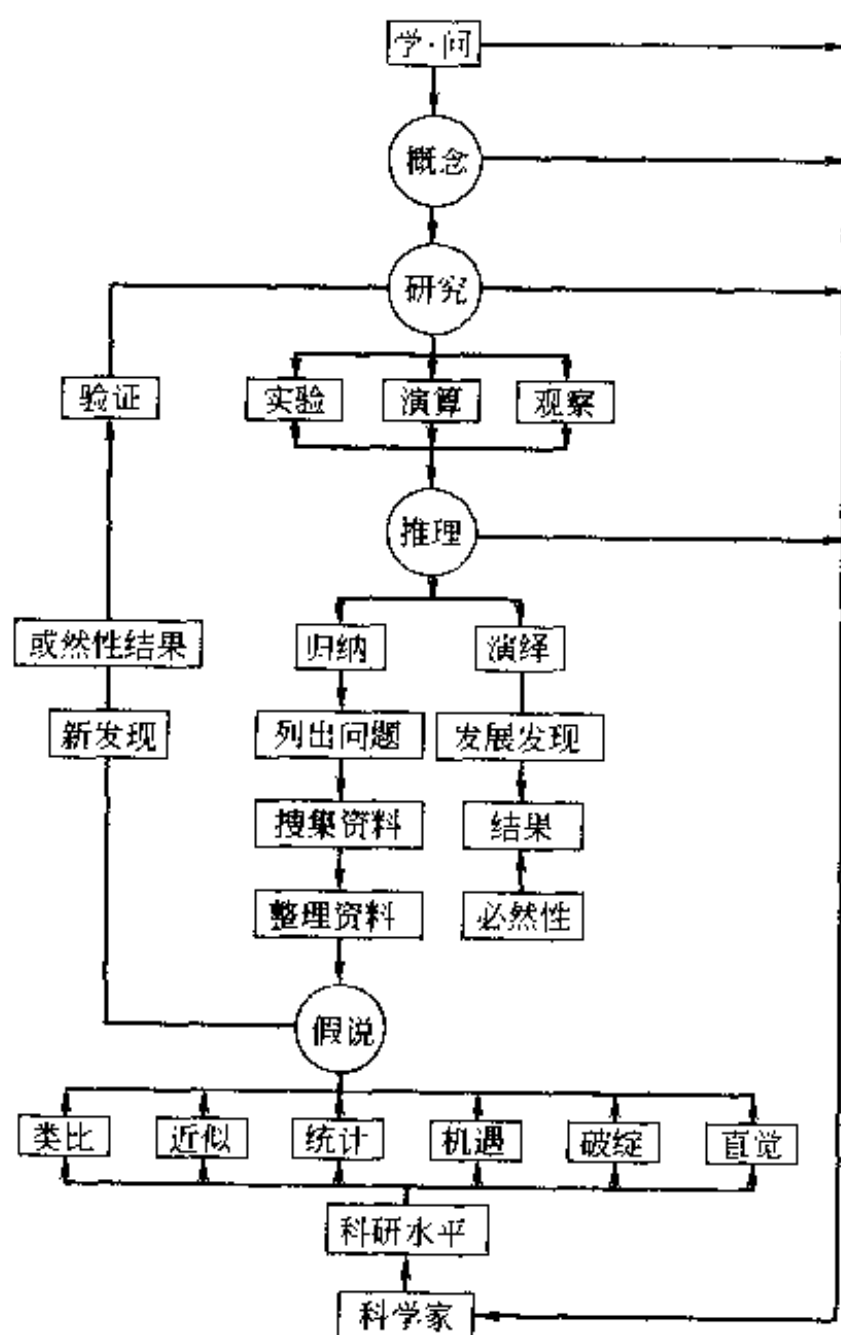 学·问
概念
研究
验证
实验
演算
观察
推理
或然性结果
归纳
演绎
新发现
列出问题
发展发现
搜集资料
结果
整理资料
必然性
假说
类比
近似
统计
机遇
破绽
直觉
科研水平
科学家